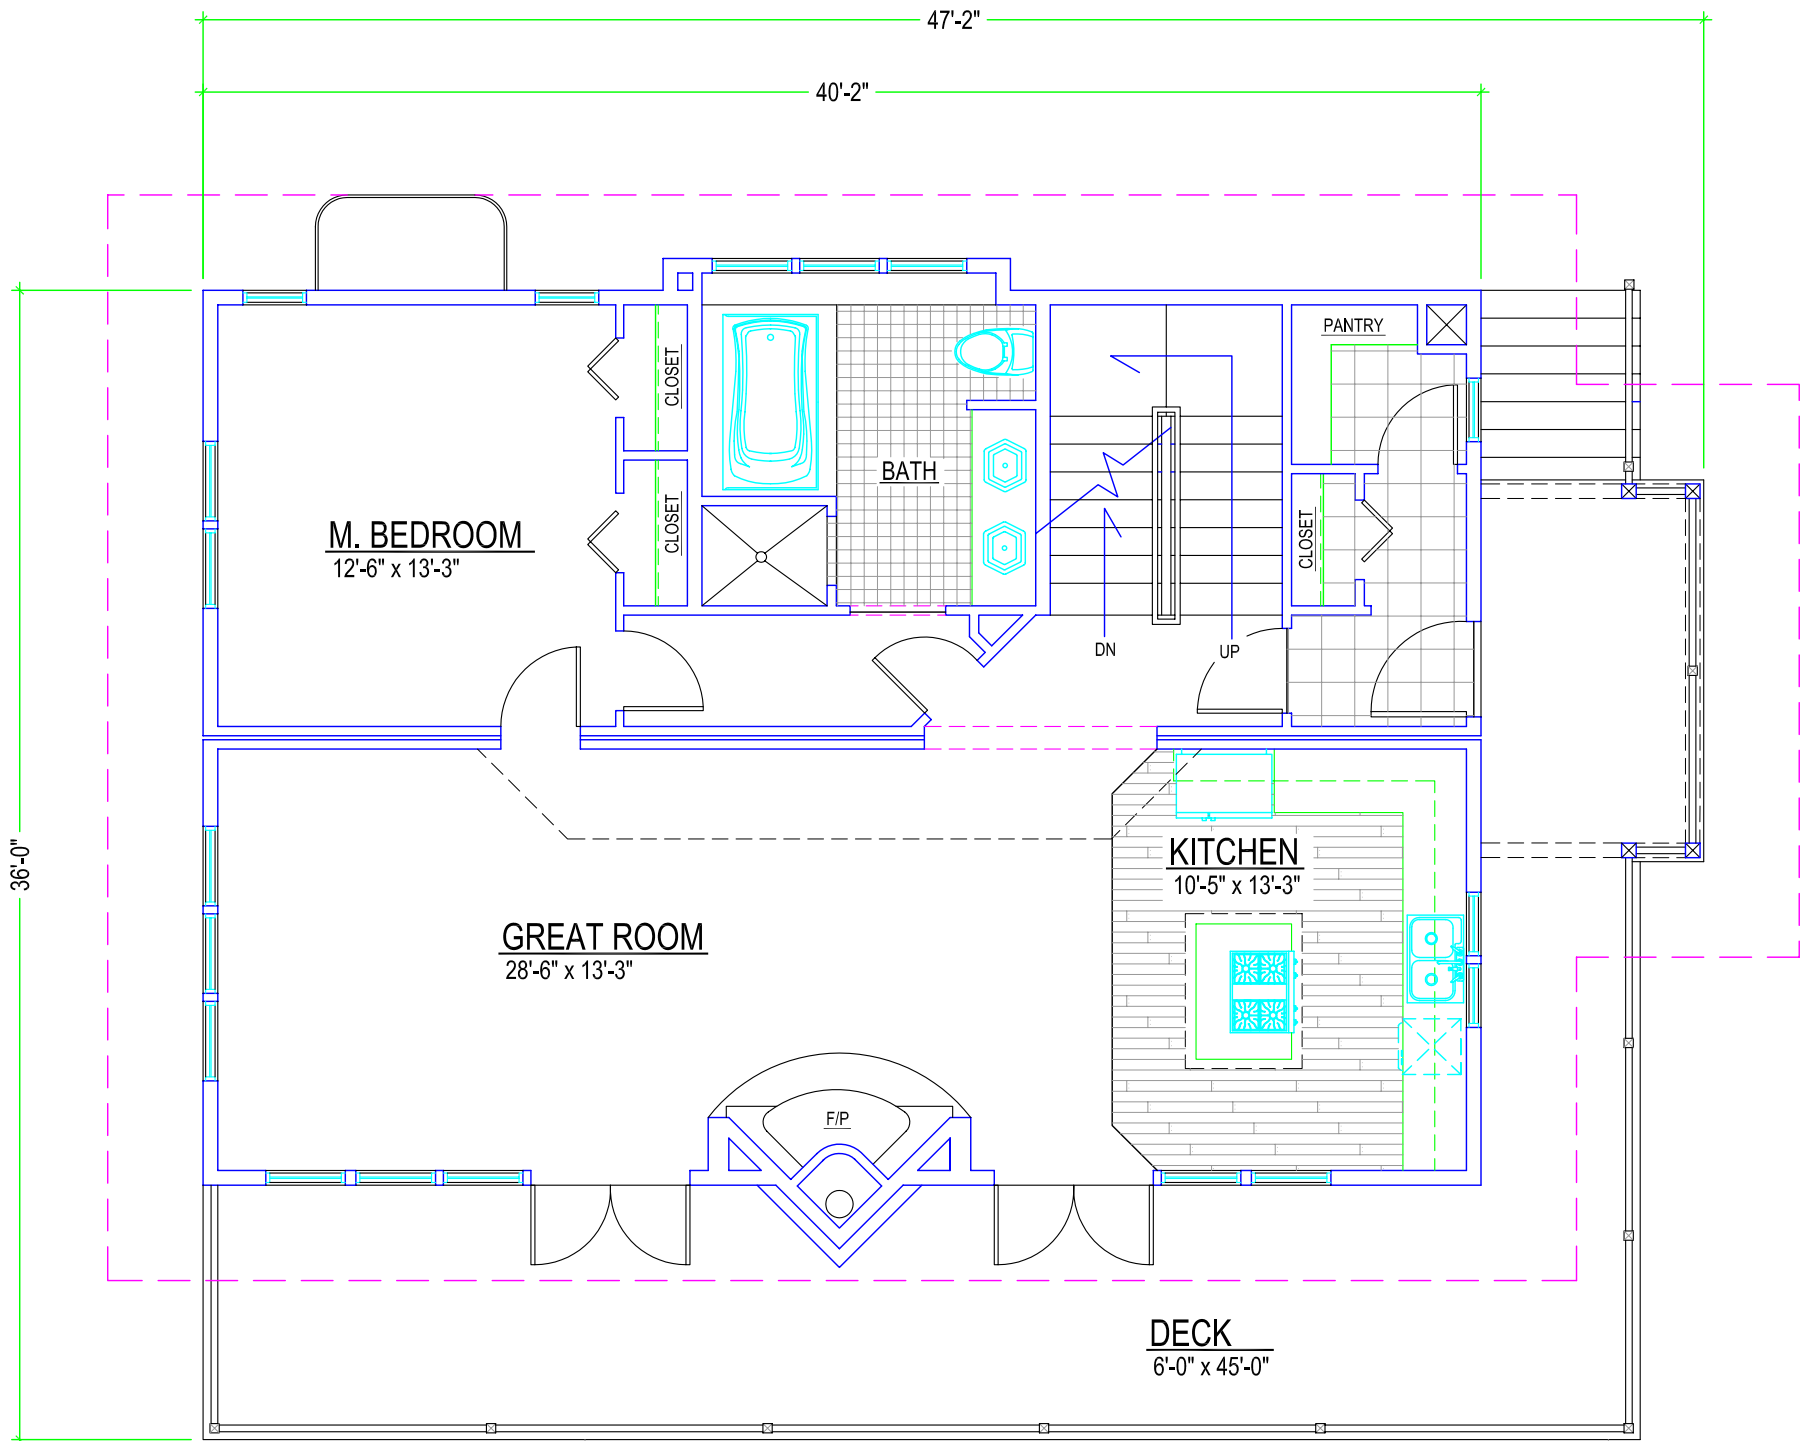 47'-2"
40'-2"
PANTRY
CLOSET
BATH
CLOSET
M. BEDROOM
12'-6" x 13'-3"
CLOSET
DN
UP
36'-0"
KITCHEN
10'-5" x 13'-3"
GREAT ROOM
28'-6" x 13'-3"
F/P
DECK
6'-0" x 45'-0"